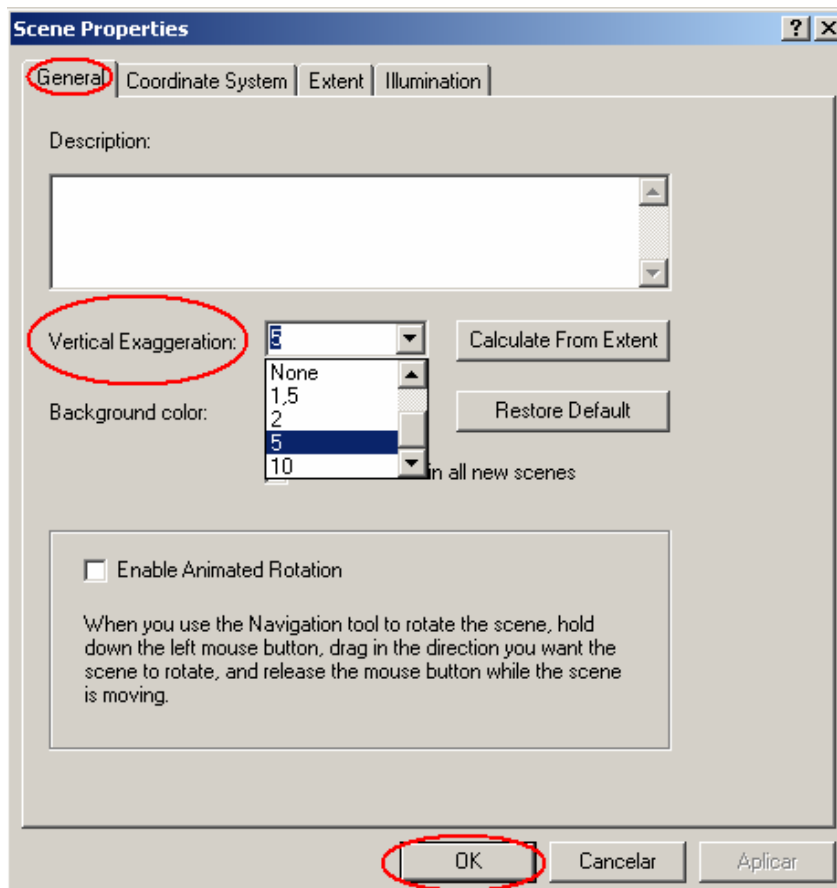 Scene Properties
General Coordinate System Extent Illumination
Description:
Vertical Exaggeration: 5 Calculate From Extent
None
1,5
Background color: Restore Default
2
5
10
in all new scenes
Enable Animated Rotation
When you use the Navigation tool to rotate the scene, hold
down the left mouse button, drag in the direction you want the
scene to rotate, and release the mouse button while the scene
is moving.
OK Cancelar Aplicar